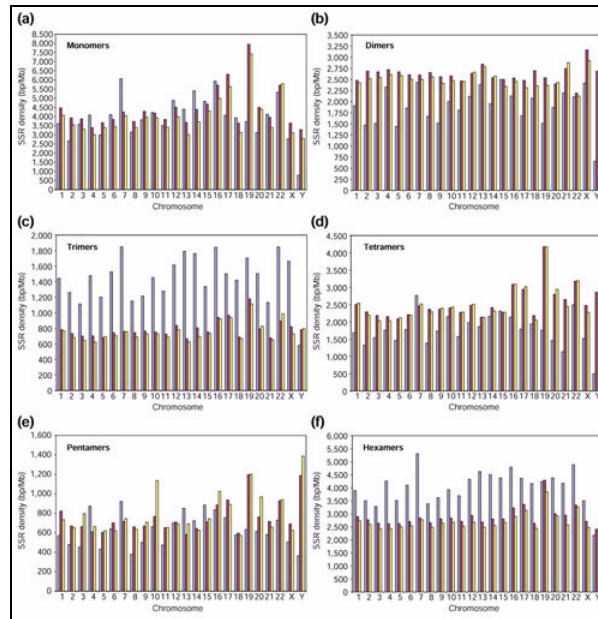 (a)
Monomers
SSR density (bp/Mb)
8,500
8,000
7,500
7,000
6,500
6,000
5,500
5,000
4,500
4,000
3,500
3,000
2,500
2,000
1,500
1,000
500
0
1 2 3 4 5 6 7 8 9 10 11 12 13 14 15 16 17 18 19 20 21 22 X Y
Chromosome
(b)
Dimers
SSR density (bp/Mb)
3,500
3,250
3,000
2,750
2,500
2,250
2,000
1,750
1,500
1,250
1,000
750
500
250
0
1 2 3 4 5 6 7 8 9 10 11 12 13 14 15 16 17 18 19 20 21 22 X Y
Chromosome
(c)
Trimers
SSR density (bp/Mb)
2,000
1,800
1,600
1,400
1,200
1,000
800
600
400
200
0
1 2 3 4 5 6 7 8 9 10 11 12 13 14 15 16 17 18 19 20 21 22 X Y
Chromosome
(d)
Tetramers
SSR density (bp/Mb)
4,500
4,000
3,500
3,000
2,500
2,000
1,500
1,000
500
0
1 2 3 4 5 6 7 8 9 10 11 12 13 14 15 16 17 18 19 20 21 22 X Y
Chromosome
(e)
Pentamers
SSR density (bp/Mb)
1,600
1,400
1,200
1,000
800
600
400
200
0
1 2 3 4 5 6 7 8 9 10 11 12 13 14 15 16 17 18 19 20 21 22 X Y
Chromosome
(f)
Hexamers
SSR density (bp/Mb)
6,000
5,500
5,000
4,500
4,000
3,500
3,000
2,500
2,000
1,500
1,000
500
0
1 2 3 4 5 6 7 8 9 10 11 12 13 14 15 16 17 18 19 20 21 22 X Y
Chromosome